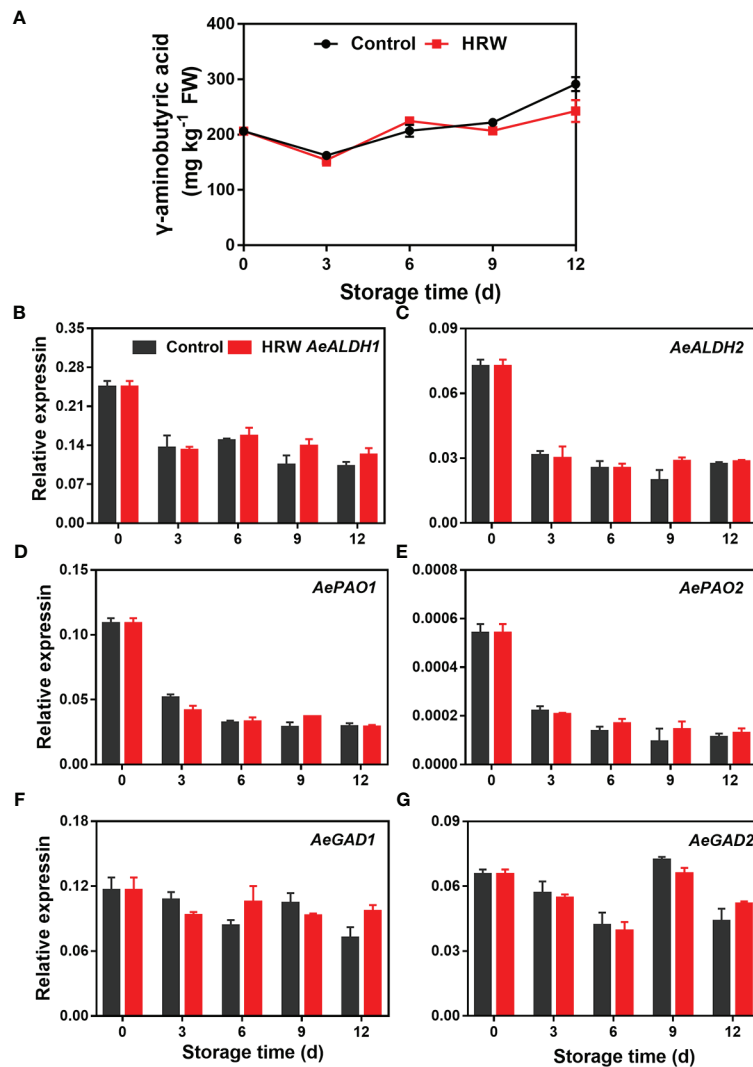 A
400
300
200
100
0
γ-aminobutyric acid
(mg kg⁻¹ FW)
Control HRW
0 3 6 9 12
Storage time (d)
B
0.35
0.28
0.21
0.14
0.07
0.00
Relative expressin
Control HRW AeALDH1
0 3 6 9 12
C
0.09
0.06
0.03
0.00
AeALDH2
0 3 6 9 12
D
0.15
0.10
0.05
0.00
Relative expressin
AePAO1
0 3 6 9 12
E
0.0008
0.0006
0.0004
0.0002
0.0000
AePAO2
0 3 6 9 12
F
0.18
0.12
0.06
0.00
Relative expressin
AeGAD1
0 3 6 9 12
Storage time (d)
G
0.09
0.06
0.03
0.00
AeGAD2
0 3 6 9 12
Storage time (d)